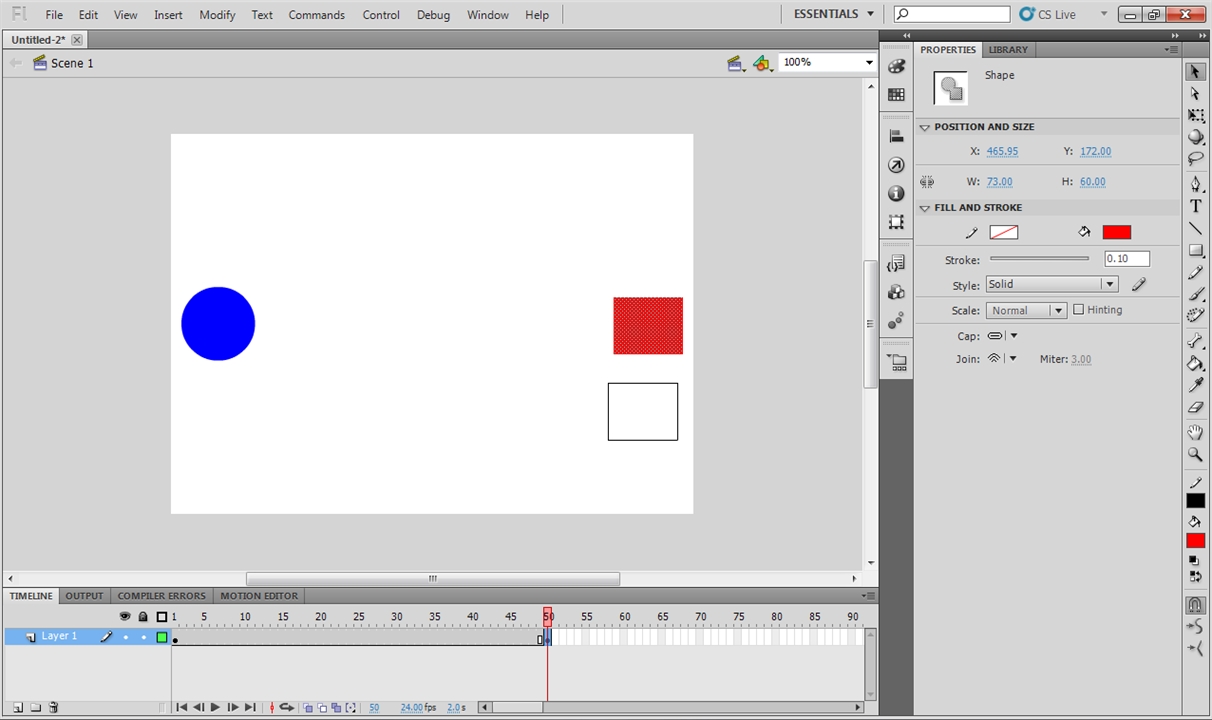 Fl File Edit View Insert Modify Text Commands Control Debug Window Help ESSENTIALS CS Live
Untitled-2*
Scene 1 100%
PROPERTIES LIBRARY
Shape
POSITION AND SIZE
X: 465.95 Y: 172.00
W: 73.00 H: 60.00
FILL AND STROKE
Stroke: 0.10
Style: Solid
Scale: Normal Hinting
Cap:
Join: Miter: 3.00
TIMELINE OUTPUT COMPILER ERRORS MOTION EDITOR
1 5 10 15 20 25 30 35 40 45 50 55 60 65 70 75 80 85 90
Layer 1
50 24.00fps 2.0s